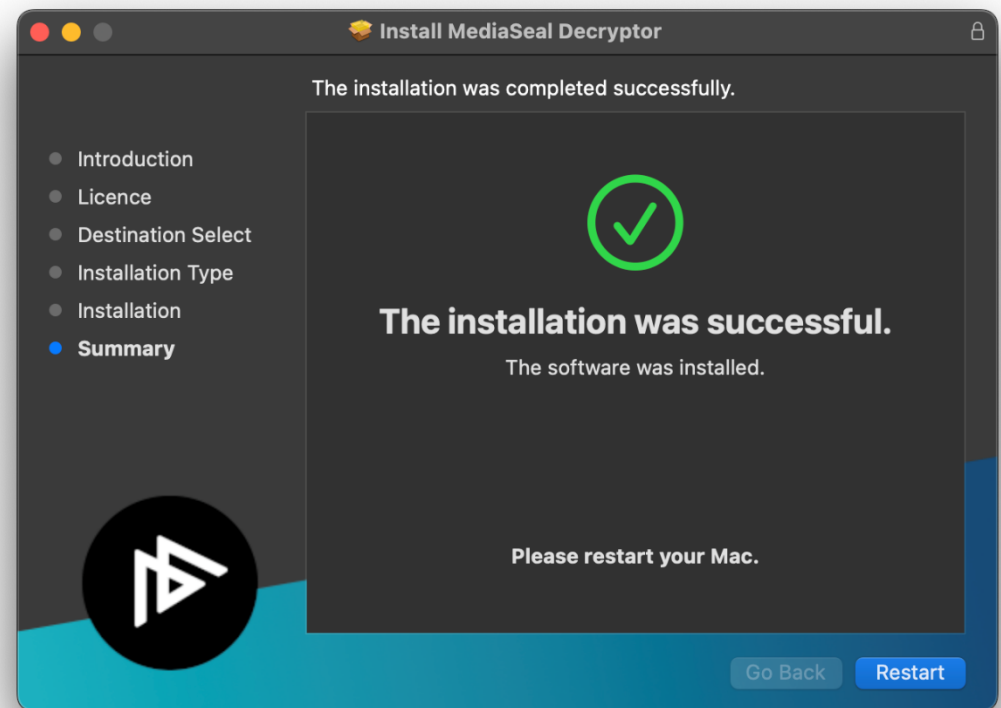 Install MediaSeal Decryptor
The installation was completed successfully.
Introduction
Licence
Destination Select
Installation Type
Installation
Summary
The installation was successful.
The software was installed.
Please restart your Mac.
Go Back
Restart